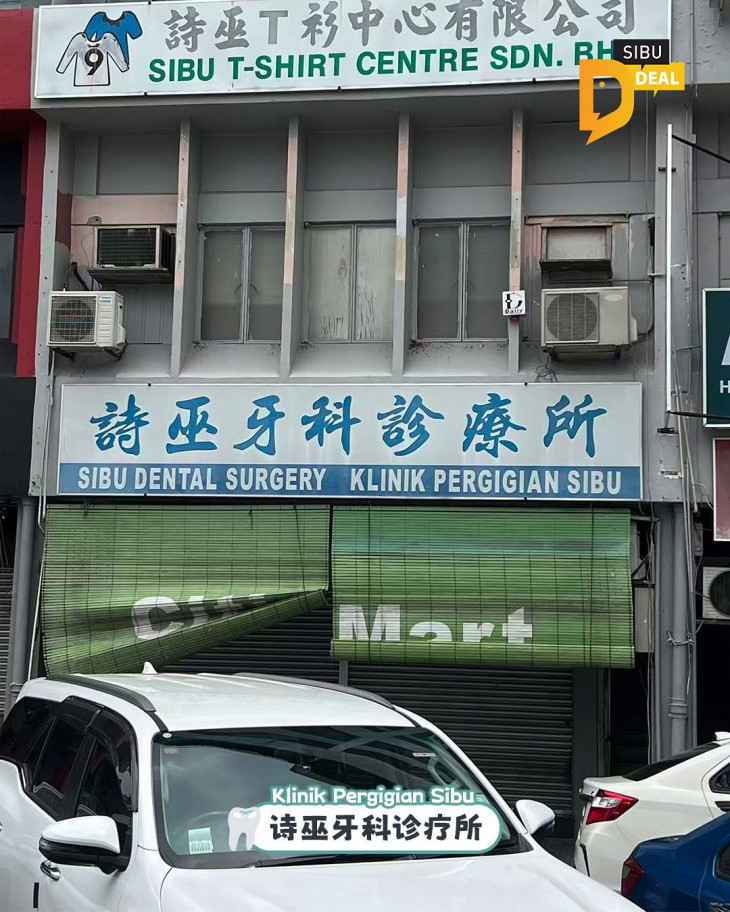 詩巫T衫中心有限公司
9
SIBU T-SHIRT CENTRE SDN.
SIBU
DEAL
Daily
詩巫牙科診療所
SIBU DENTAL SURGERY KLINIK PERGIGIAN SIBU
Mart
Klinik Pergigian Sibu
诗巫牙科诊疗所